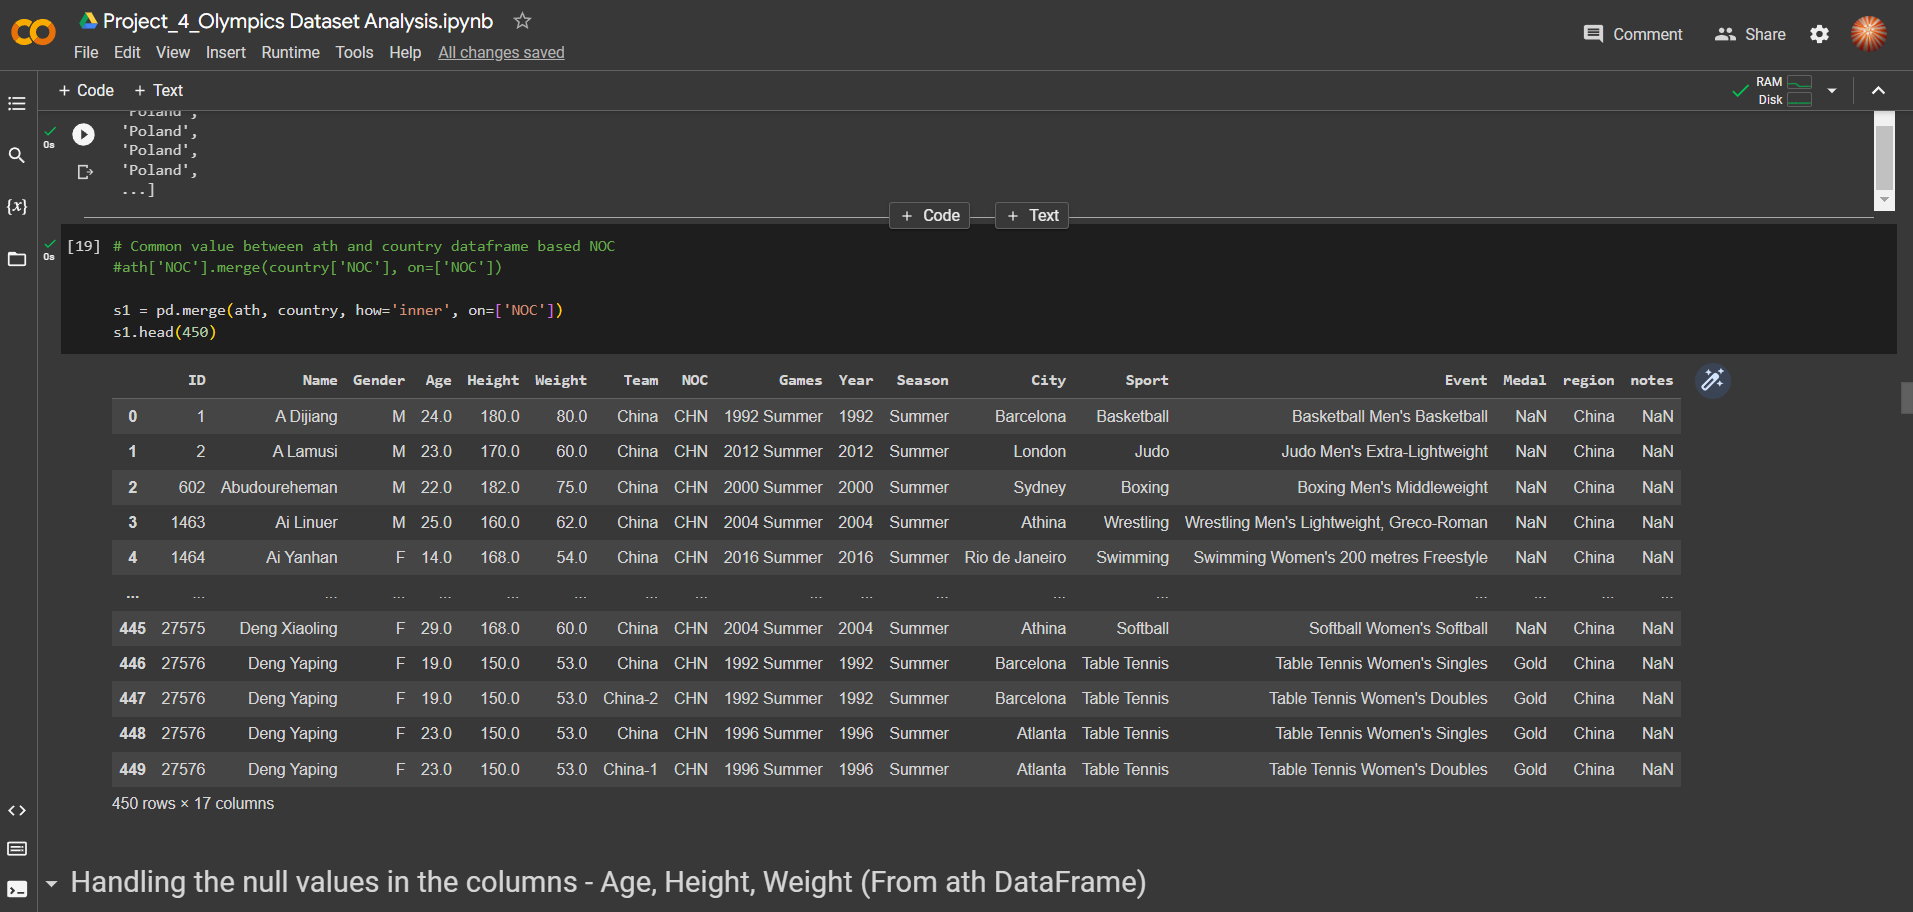 Project_4_Olympics Dataset Analysis.ipynb
File Edit View Insert Runtime Tools Help All changes saved
Comment Share
+ Code + Text
RAM
Disk
'Poland',
0s 'Poland',
'Poland',
'Poland',
...]
+ Code + Text
{x}
0s [19] # Common value between ath and country dataframe based NOC
#ath['NOC'].merge(country['NOC'], on=['NOC'])
s1 = pd.merge(ath, country, how='inner', on=['NOC'])
s1.head(450)
ID Name Gender Age Height Weight Team NOC Games Year Season City Sport Event Medal region notes
0 1 A Dijiang M 24.0 180.0 80.0 China CHN 1992 Summer 1992 Summer Barcelona Basketball Basketball Men's Basketball NaN China NaN
1 2 A Lamusi M 23.0 170.0 60.0 China CHN 2012 Summer 2012 Summer London Judo Judo Men's Extra-Lightweight NaN China NaN
2 602 Abudoureheman M 22.0 182.0 75.0 China CHN 2000 Summer 2000 Summer Sydney Boxing Boxing Men's Middleweight NaN China NaN
3 1463 Ai Linuer M 25.0 160.0 62.0 China CHN 2004 Summer 2004 Summer Athina Wrestling Wrestling Men's Lightweight, Greco-Roman NaN China NaN
4 1464 Ai Yanhan F 14.0 168.0 54.0 China CHN 2016 Summer 2016 Summer Rio de Janeiro Swimming Swimming Women's 200 metres Freestyle NaN China NaN
... ... ... ... ... ... ... ... ... ... ... ... ... ... ... ... ... ...
445 27575 Deng Xiaoling F 29.0 168.0 60.0 China CHN 2004 Summer 2004 Summer Athina Softball Softball Women's Softball NaN China NaN
446 27576 Deng Yaping F 19.0 150.0 53.0 China CHN 1992 Summer 1992 Summer Barcelona Table Tennis Table Tennis Women's Singles Gold China NaN
447 27576 Deng Yaping F 19.0 150.0 53.0 China-2 CHN 1992 Summer 1992 Summer Barcelona Table Tennis Table Tennis Women's Doubles Gold China NaN
448 27576 Deng Yaping F 23.0 150.0 53.0 China CHN 1996 Summer 1996 Summer Atlanta Table Tennis Table Tennis Women's Singles Gold China NaN
449 27576 Deng Yaping F 23.0 150.0 53.0 China-1 CHN 1996 Summer 1996 Summer Atlanta Table Tennis Table Tennis Women's Doubles Gold China NaN
450 rows × 17 columns
Handling the null values in the columns - Age, Height, Weight (From ath DataFrame)